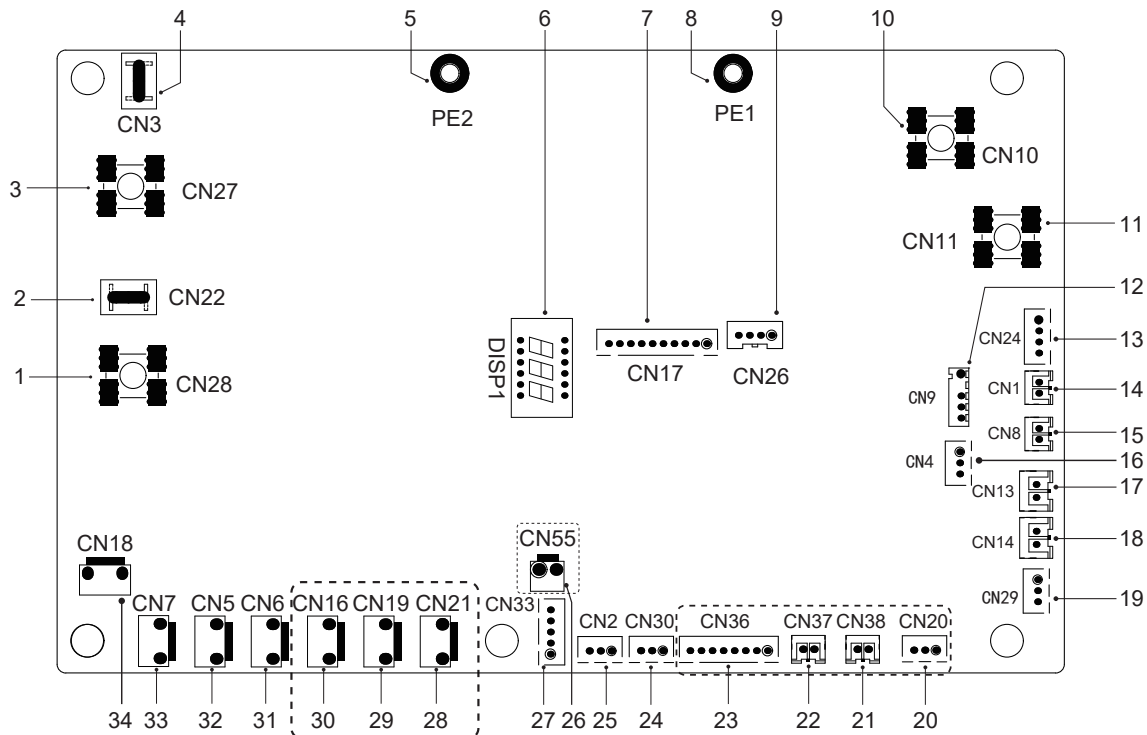 4 5 6 7 8 9 10
CN3 PE2 PE1
CN10
3 CN27
CN11 11
12
2 CN22
CN24 13
DISP1
CN17 CN26
1 CN28
CN9 CN1 14
CN8 15
CN4 16
CN13 17
CN14 18
CN18 CN55
CN29 19
CN7 CN5 CN6 CN16 CN19 CN21 CN33 CN2 CN30 CN36 CN37 CN38 CN20
34 33 32 31 30 29 28 27 26 25 24 23 22 21 20